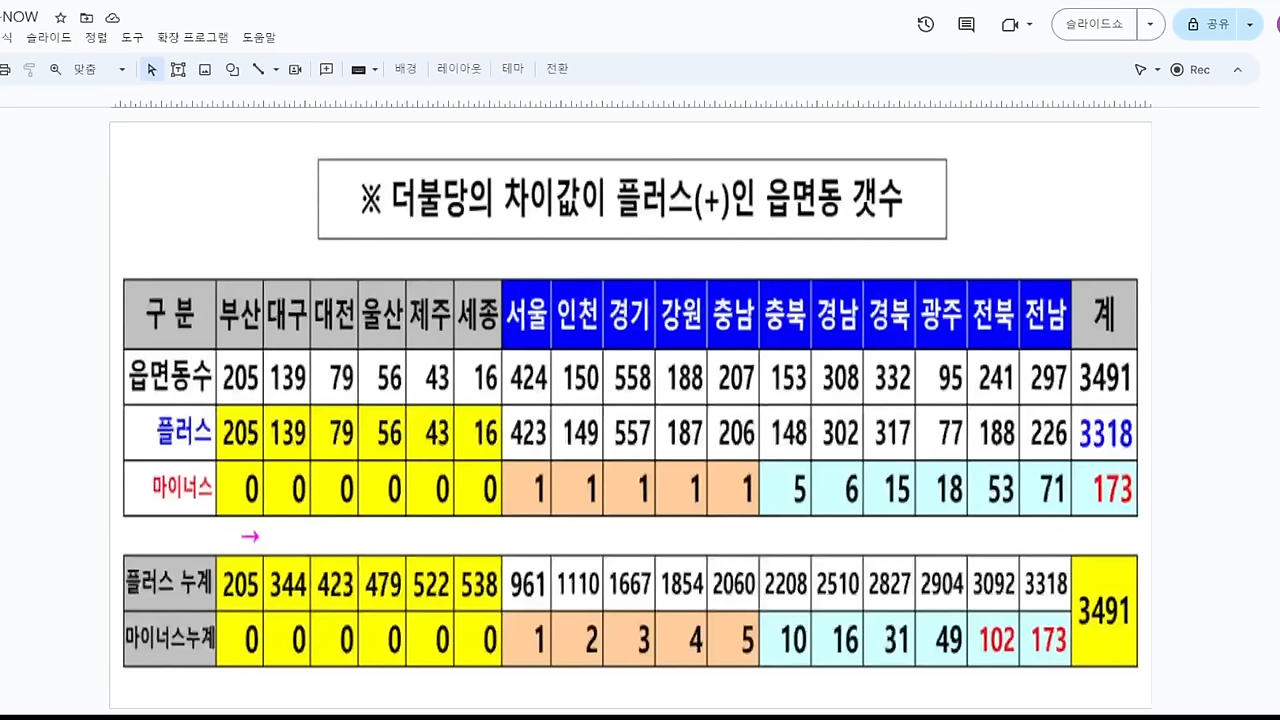 -NOW
식 슬라이드 정렬 도구 확장 프로그램 도움말
슬라이드쇼
공유
맞춤
배경 레이아웃 테마 전환
Rec
※ 더불당의 차이값이 플러스(+)인 읍면동 갯수
구 분 부산 대구 대전 울산 제주 세종 서울 인천 경기 강원 충남 충북 경남 경북 광주 전북 전남 계
읍면동수 205 139 79 56 43 16 424 150 558 188 207 153 308 332 95 241 297 3491
플러스 205 139 79 56 43 16 423 149 557 187 206 148 302 317 77 188 226 3318
마이너스 0 0 0 0 0 0 1 1 1 1 1 5 6 15 18 53 71 173
→
플러스 누계 205 344 423 479 522 538 961 1110 1667 1854 2060 2208 2510 2827 2904 3092 3318 3491
마이너스누계 0 0 0 0 0 0 1 2 3 4 5 10 16 31 49 102 173